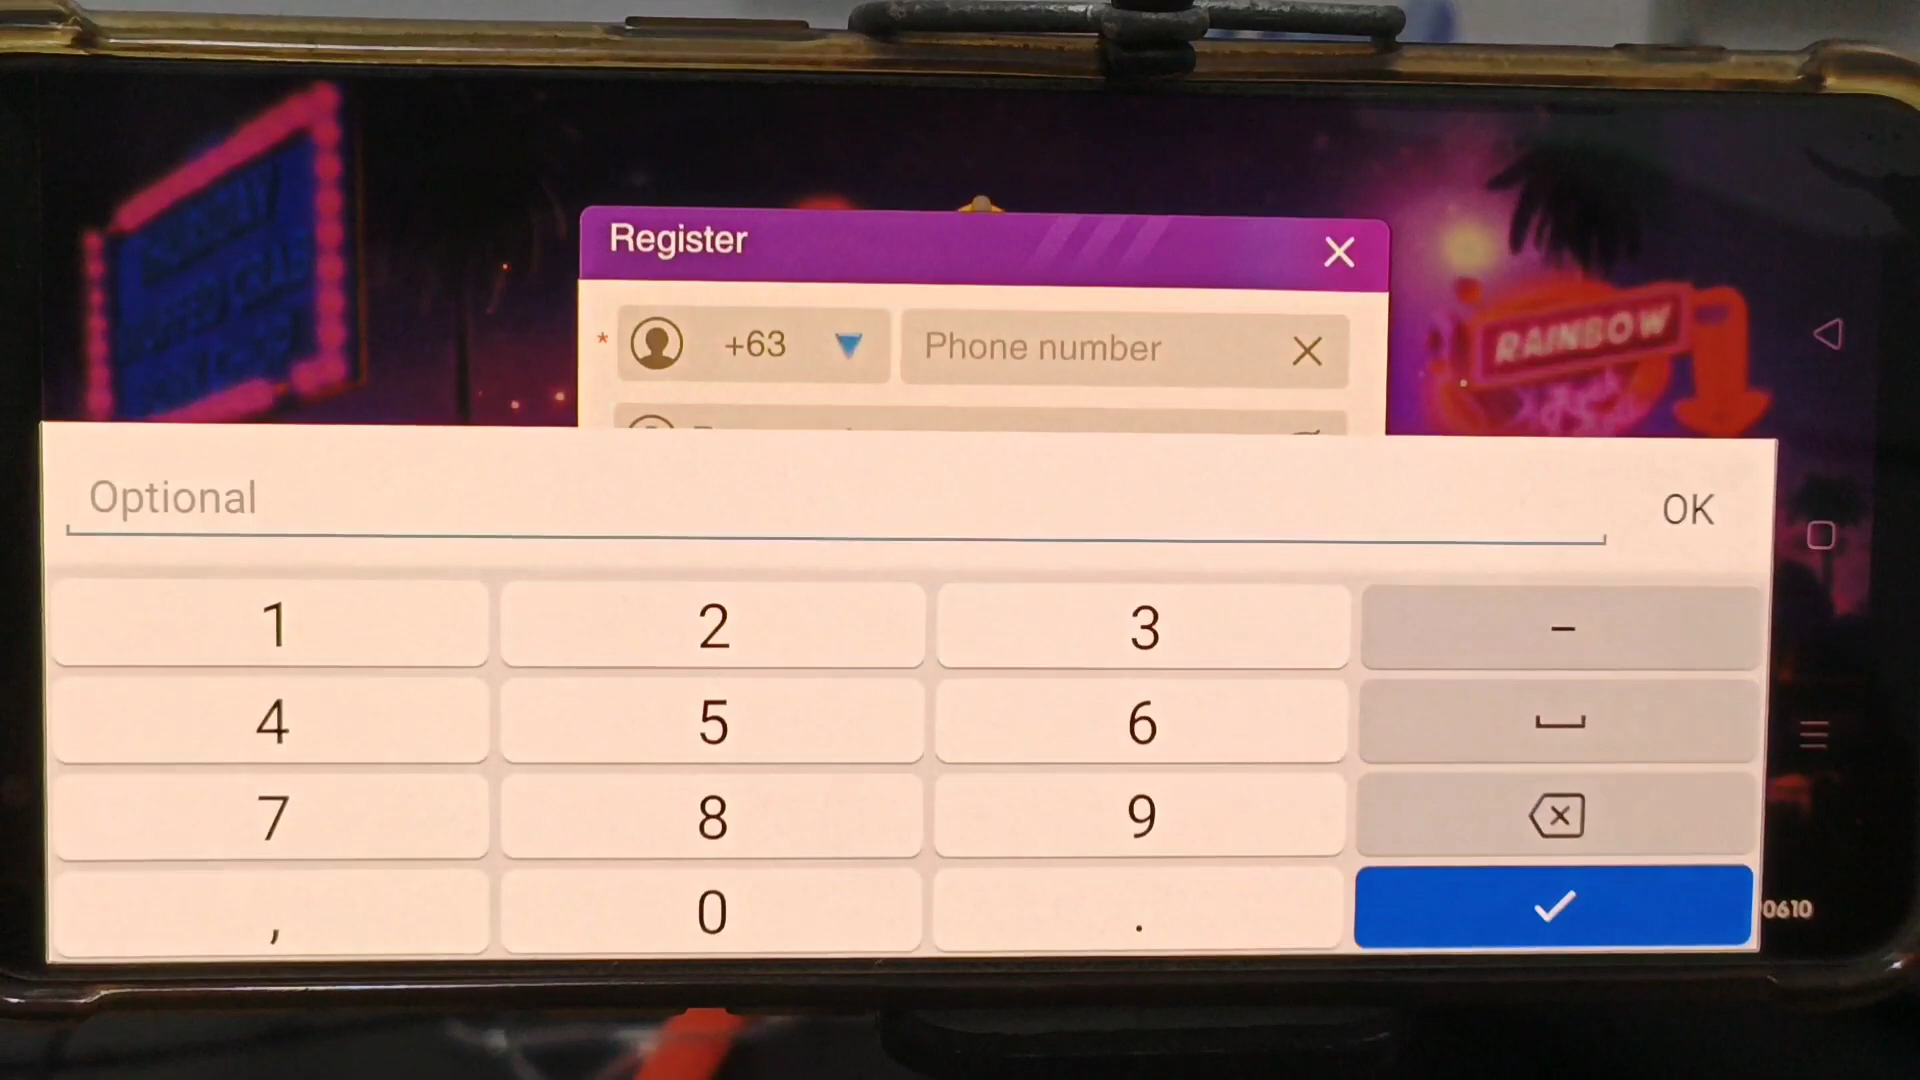 Register
* +63 Phone number
RAINBOW
Optional
OK
1 2 3 –
4 5 6
7 8 9
, 0 .
0610